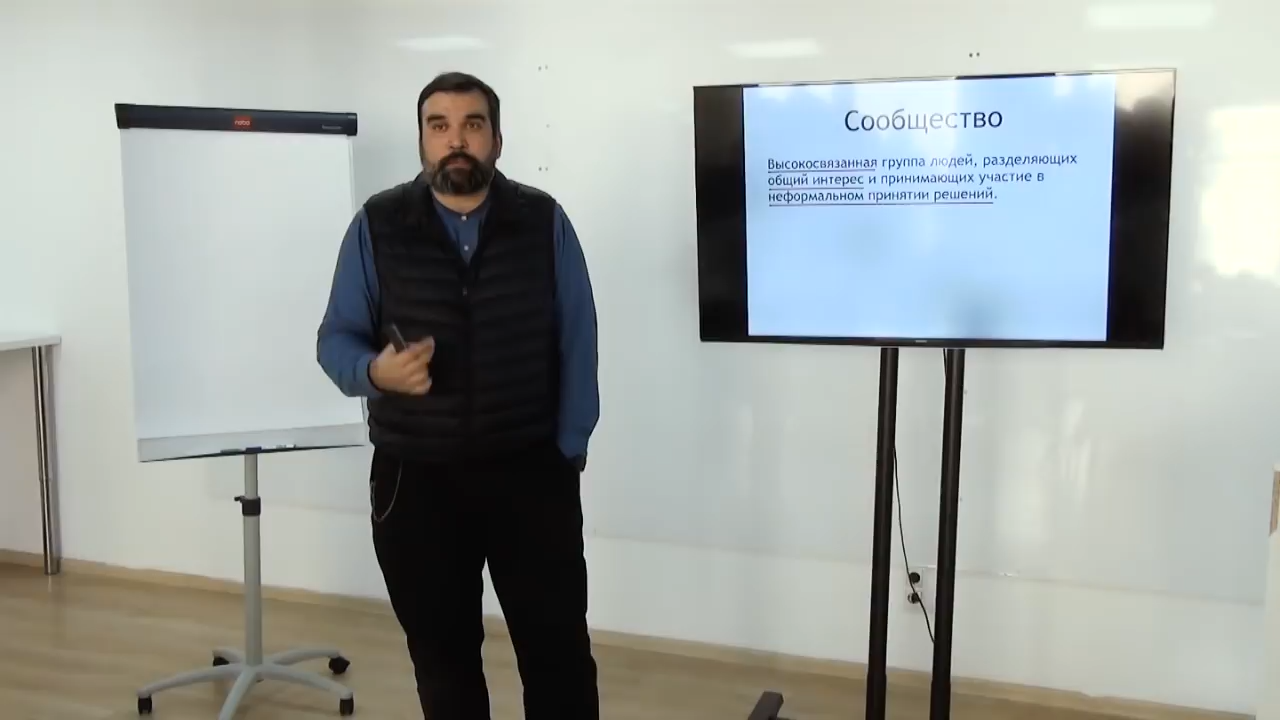 Сообщество
Высокосвязанная группа людей, разделяющих
общий интерес и принимающих участие в
неформальном принятии решений.